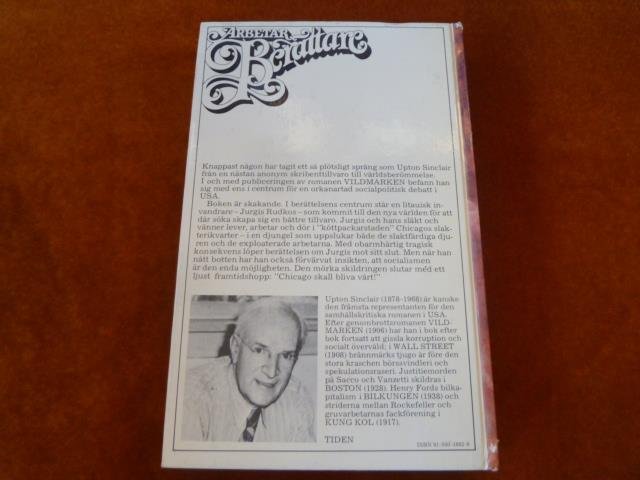 ARBETAR
Berättare
Knappast någon har tagit ett så plötsligt språng som Upton Sinclair
från en nästan anonym skribenttillvaro till världsberömmelse.
I och med publiceringen av romanen VILDMARKEN befann han
sig med ens i centrum för en orkanartad socialpolitisk debatt i
USA.
Boken är skakande. I berättelsens centrum står en litauisk in-
vandrare – Jurgis Rudkos – som kommit till den nya världen för att
där söka skapa sig en bättre tillvaro. Jurgis och hans släkt och
vänner lever, arbetar och dör i "köttpackarstaden" Chicagos slak-
terikvarter – i en djungel som uppslukar både de slaktfärdiga dju-
ren och de exploaterade arbetarna. Med obarmhärtig tragisk
konsekvens löper berättelsen om Jurgis mot sitt slut. Men när han
nått botten har han också förvärvat insikten, att socialismen
är den enda möjligheten. Den mörka skildringen slutar med ett
ljust framtidshopp: "Chicago skall bliva vårt!"
Upton Sinclair (1878–1968) är kanske
den främsta representanten för den
samhällskritiska romanen i USA.
Efter genombrottsromanen VILD-
MARKEN (1906) har han i bok efter
bok fortsatt att gissla korruption och
socialt övervåld; i WALL STREET
(1908) brännmärks tjugo år före den
stora kraschen börsvindleri och
spekulationsraseri. Justitiemorden
på Sacco och Vanzetti skildras i
BOSTON (1928). Henry Fords bilka-
pitalism i BILKUNGEN (1938) och
striderna mellan Rockefeller och
gruvarbetarnas fackförening i
KUNG KOL (1917).
TIDEN
ISBN 91-550-